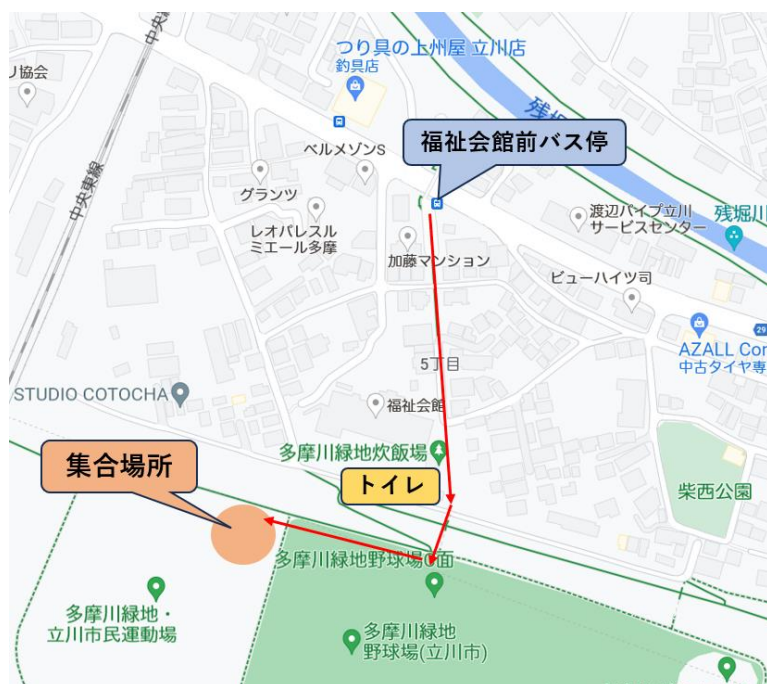 中央線
リ協会
つり具の上州屋 立川店
釣具店
残堀
福祉会館前バス停
ベルメゾンS
グランツ
レオパレスル
ミエール多摩
加藤マンション
渡辺パイプ立川
サービスセンター
残堀川
中央東線
ビューハイツ司
29
AZALL Cor
中古タイヤ専
5丁目
STUDIO COTOCHA
福祉会館
多摩川緑地炊飯場
集合場所
トイレ
柴西公園
多摩川緑地野球場C面
多摩川緑地・
立川市民運動場
多摩川緑地
野球場(立川市)